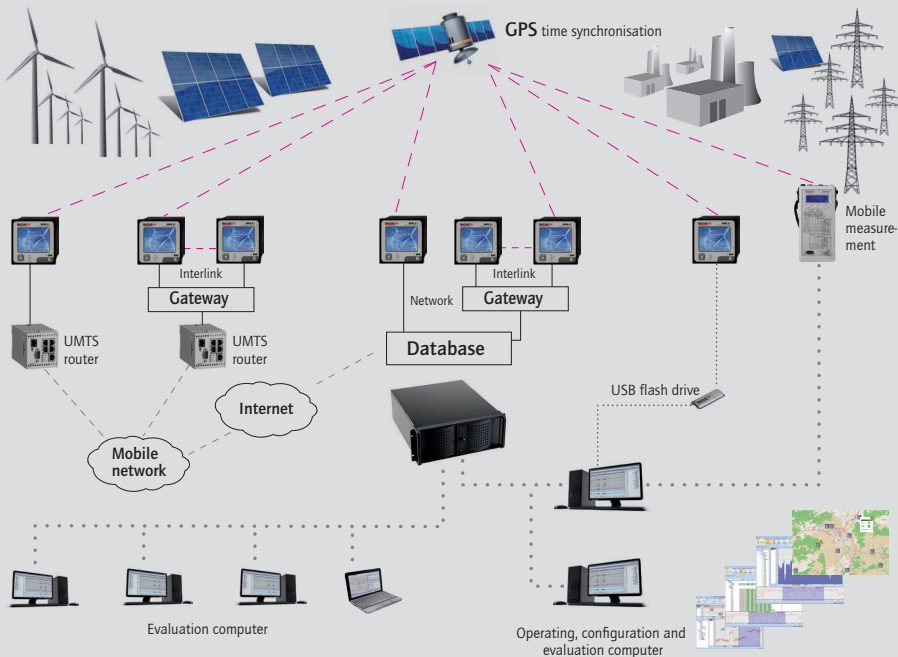 GPS time synchronisation
Mobile
measure-
ment
Interlink
Gateway
Interlink
Gateway
Network
UMTS
router
UMTS
router
Database
Internet
USB flash drive
Mobile
network
Evaluation computer
Operating, configuration and
evaluation computer